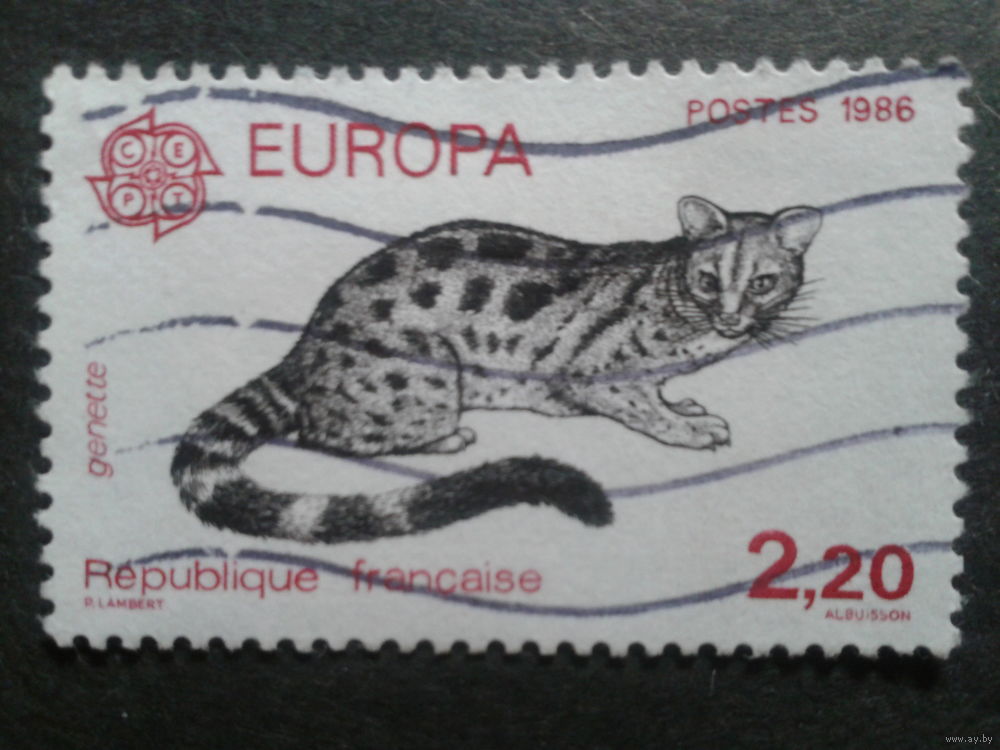 POSTES 1986
C E
P T
EUROPA
genette
République française
P. LAMBERT
2,20
ALBUISSON
www.ay.by